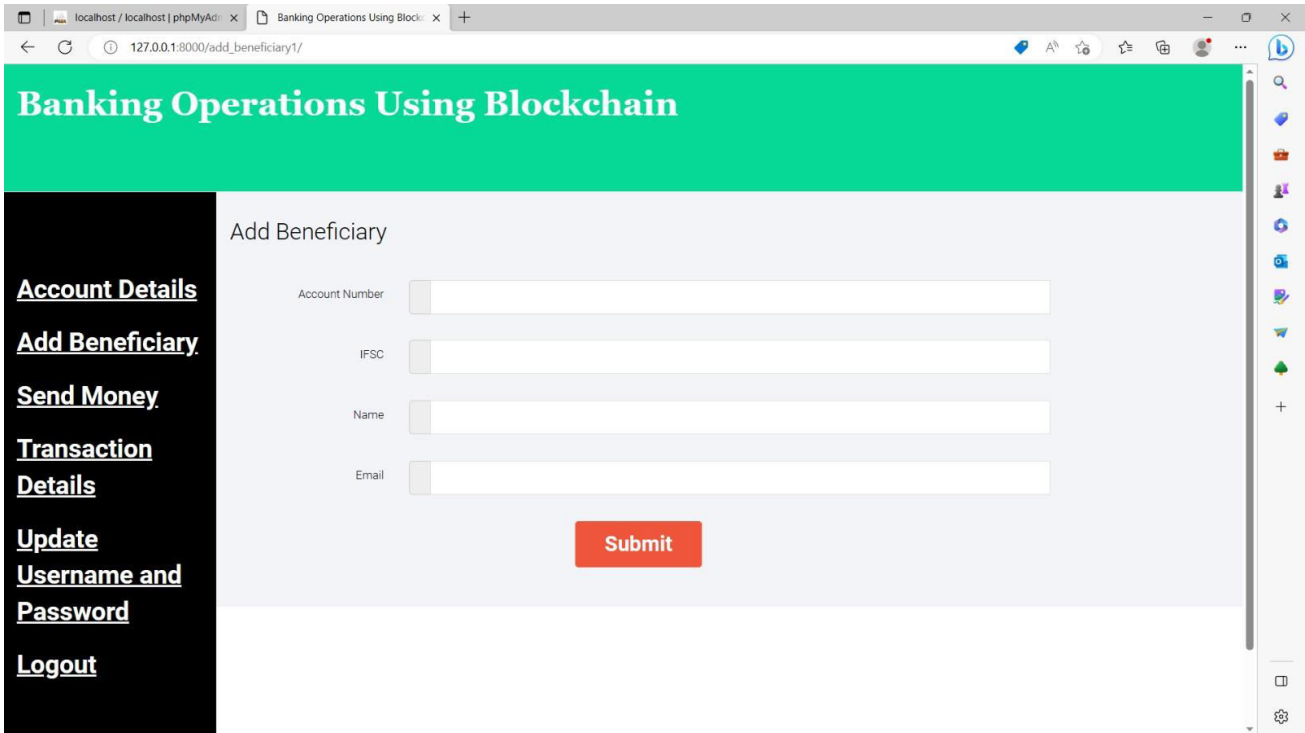 localhost / localhost | phpMyAdm
Banking Operations Using Blockc
127.0.0.1:8000/add_beneficiary1/
Banking Operations Using Blockchain
Add Beneficiary
Account Details
Add Beneficiary
Send Money
Transaction
Details
Update
Username and
Password
Logout
Account Number
IFSC
Name
Email
Submit